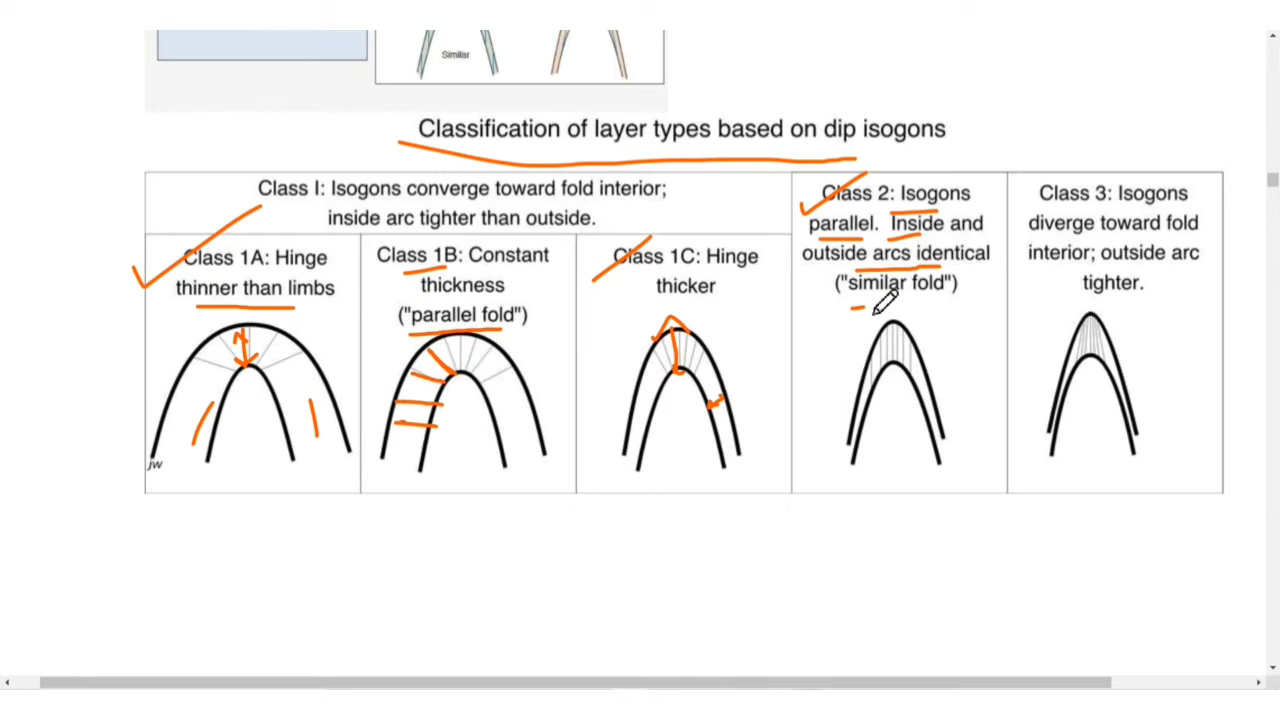 Similar
Classification of layer types based on dip isogons
Class I: Isogons converge toward fold interior;
inside arc tighter than outside.
Class 1A: Hinge
thinner than limbs
Class 1B: Constant
thickness
("parallel fold")
Class 1C: Hinge
thicker
Class 2: Isogons
parallel. Inside and
outside arcs identical
("similar fold")
Class 3: Isogons
diverge toward fold
interior; outside arc
tighter.
jw